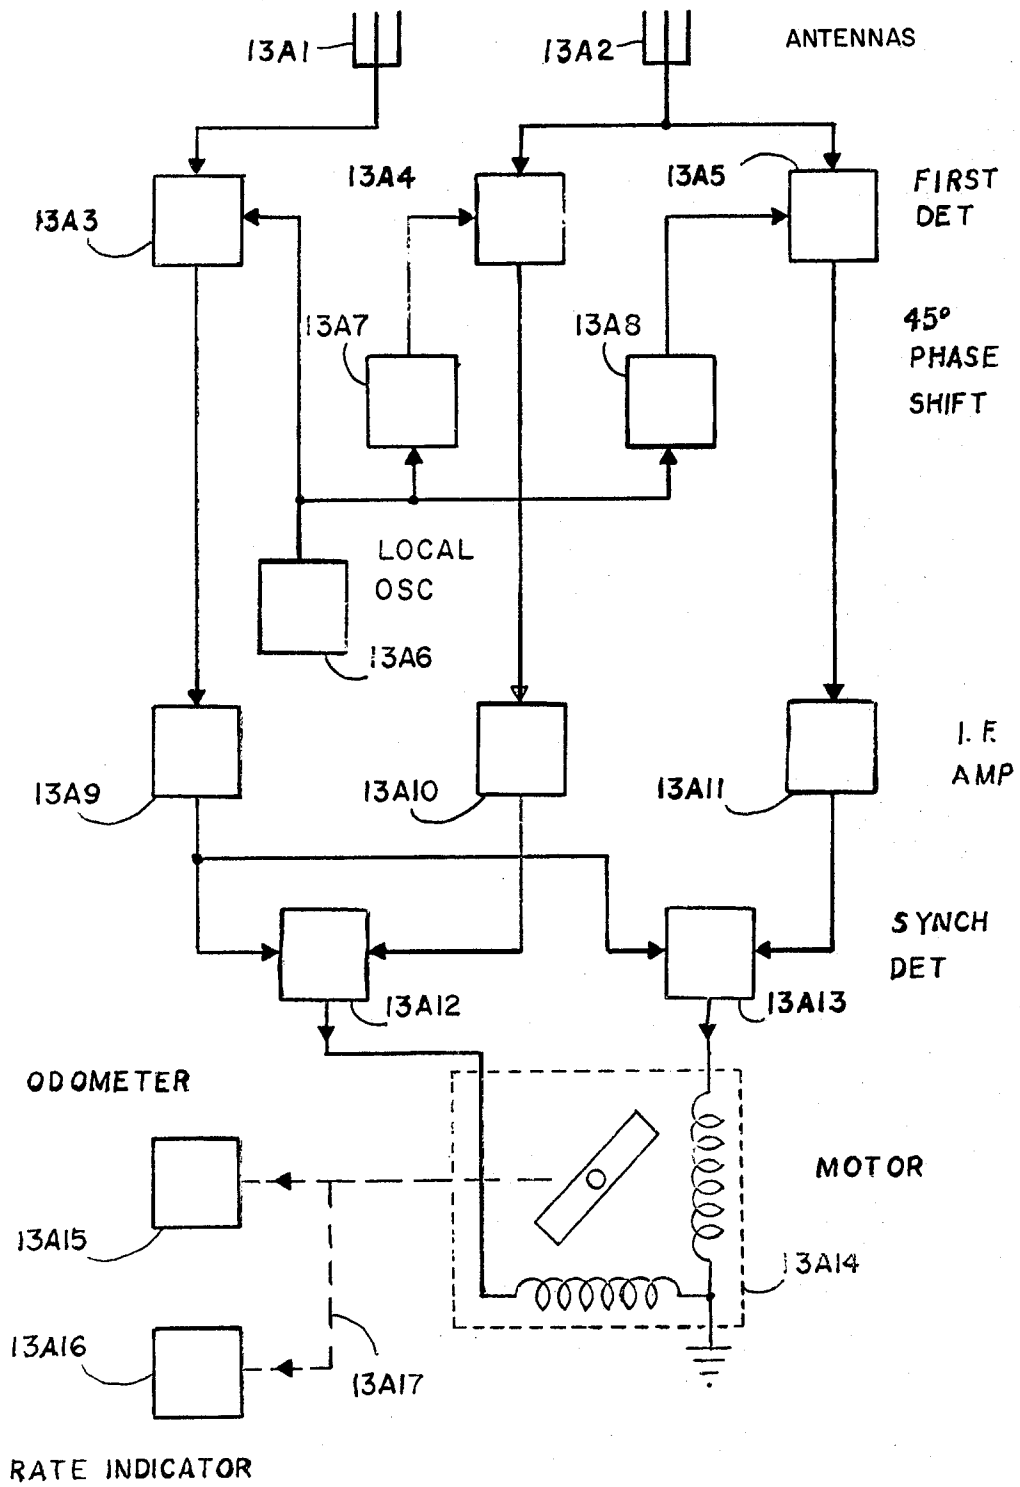 13A1
13A2
ANTENNAS
13A4
13A5
FIRST
DET
13A3
13A7
13A8
45°
PHASE
SHIFT
LOCAL
OSC
13A6
I.F.
AMP
13A9
13A10
13A11
SYNCH
DET
13A12
13A13
ODOMETER
MOTOR
13A15
13A14
13A16
13A17
RATE INDICATOR